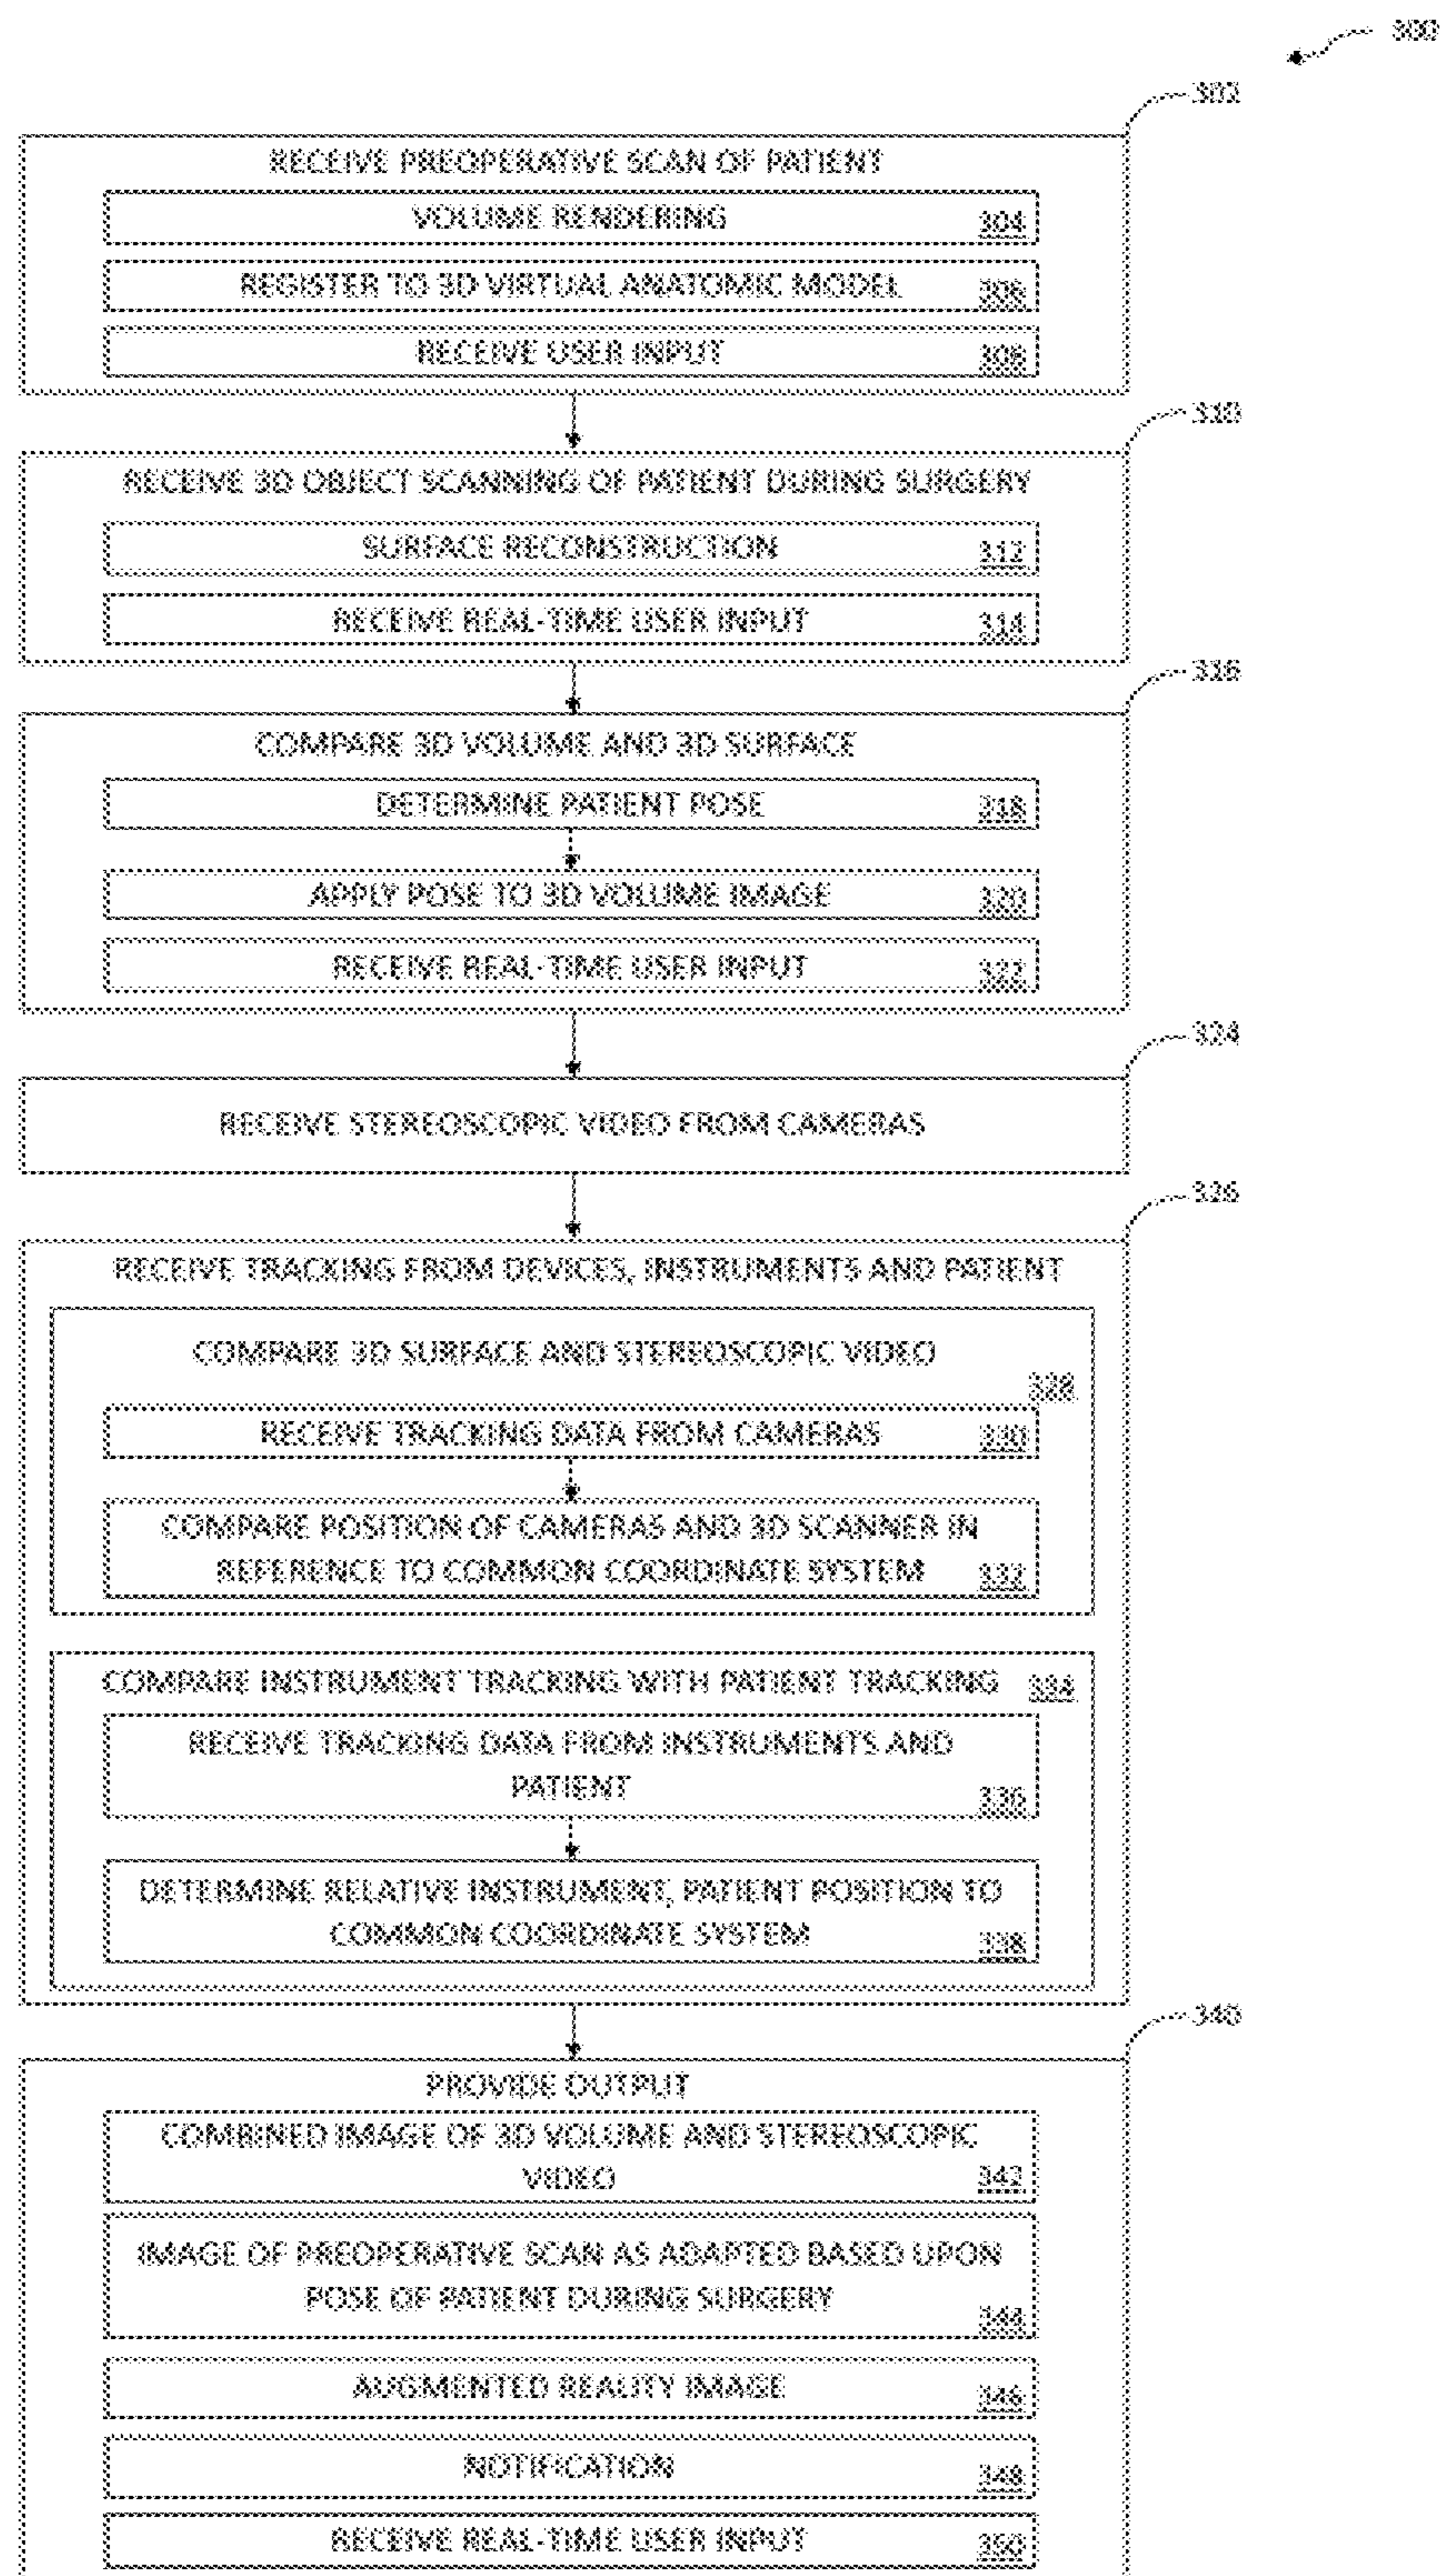 300
302
RECEIVE PREOPERATIVE SCAN OF PATIENT
VOLUME RENDERING 304
REGISTER TO 3D VIRTUAL ANATOMIC MODEL
RECEIVE USER INPUT
310
RECEIVE 3D OBJECT SCANNING OF PATIENT DURING SURGERY
SURFACE RECONSTRUCTION 312
RECEIVE REAL-TIME USER INPUT 314
316
COMPARE 3D VOLUME AND 3D SURFACE
DETERMINE PATIENT POSE 318
APPLY POSE TO 3D VOLUME IMAGE 320
RECEIVE REAL-TIME USER INPUT 322
324
RECEIVE STEREOSCOPIC VIDEO FROM CAMERAS
326
RECEIVE TRACKING FROM DEVICES, INSTRUMENTS AND PATIENT
COMPARE 3D SURFACE AND STEREOSCOPIC VIDEO
328
RECEIVE TRACKING DATA FROM CAMERAS 330
COMPARE POSITION OF CAMERAS AND 3D SCANNER IN
REFERENCE TO COMMON COORDINATE SYSTEM 332
COMPARE INSTRUMENT TRACKING WITH PATIENT TRACKING 334
RECEIVE TRACKING DATA FROM INSTRUMENTS AND
PATIENT 336
DETERMINE RELATIVE INSTRUMENT, PATIENT POSITION TO
COMMON COORDINATE SYSTEM 338
340
PROVIDE OUTPUT
COMBINED IMAGE OF 3D VOLUME AND STEREOSCOPIC
VIDEO 342
IMAGE OF PREOPERATIVE SCAN AS ADAPTED BASED UPON
POSE OF PATIENT DURING SURGERY
344
AUGMENTED REALITY IMAGE 346
NOTIFICATION 348
RECEIVE REAL-TIME USER INPUT 350